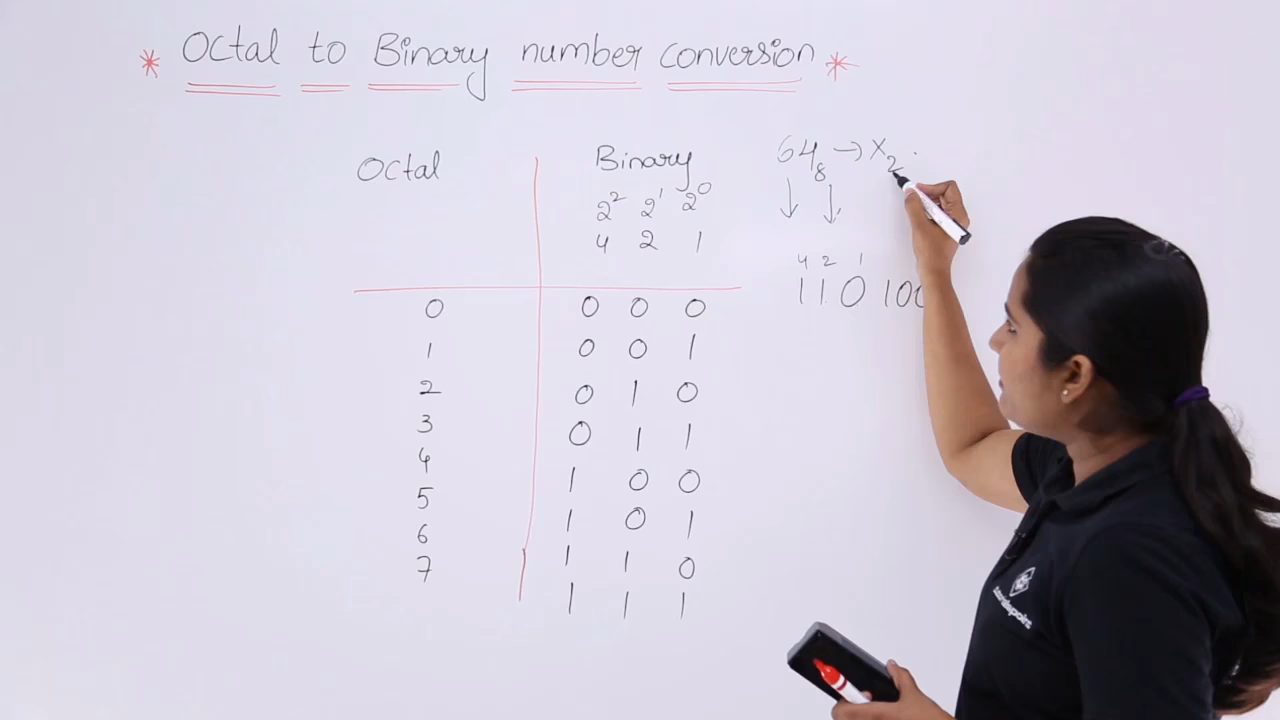 * Octal to Binary number conversion *
Octal
Binary
2² 2¹ 2⁰
4 2 1
0 0 0 0
1 0 0 1
2 0 1 0
3 0 1 1
4 1 0 0
5 1 0 1
6 1 1 0
7 1 1 1
64₈ → X₂
4 2 1
110 100
tutorialspoint